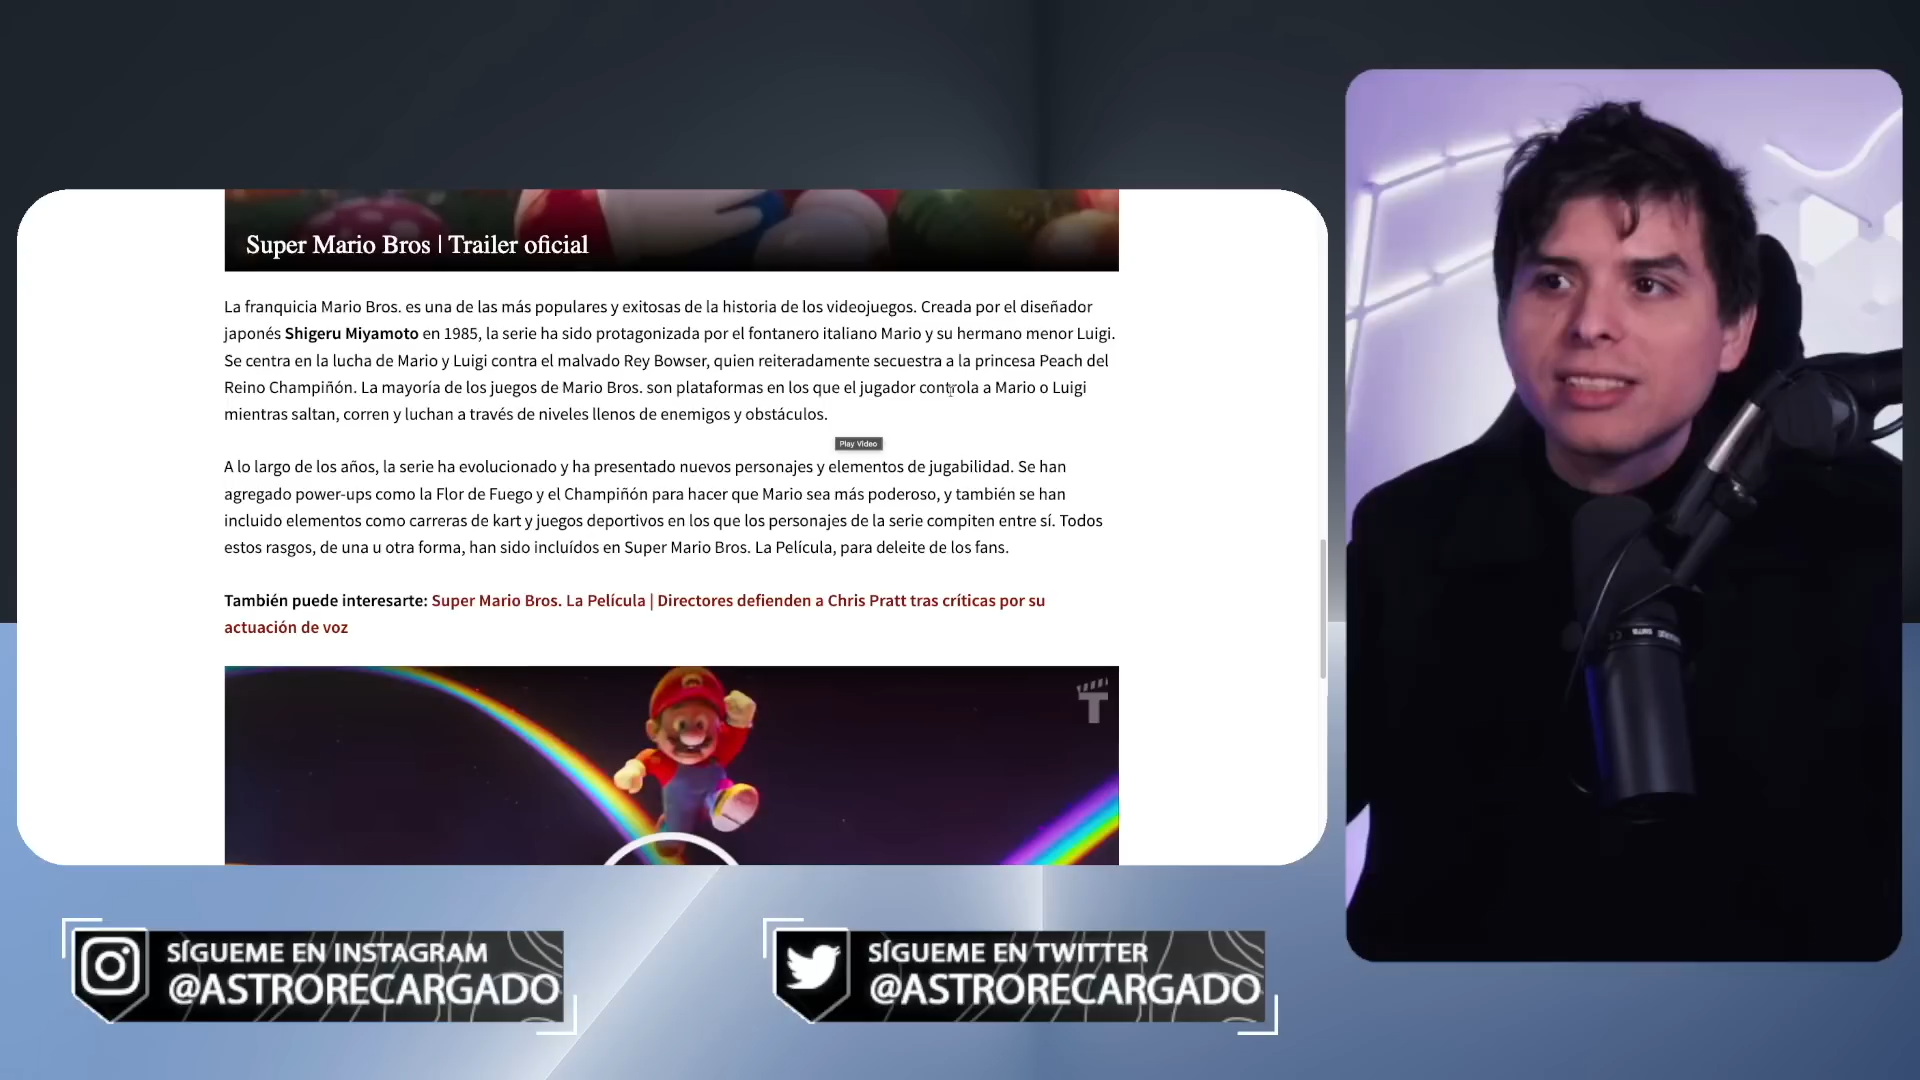 Super Mario Bros | Trailer oficial
La franquicia Mario Bros. es una de las más populares y exitosas de la historia de los videojuegos. Creada por el diseñador
japonés Shigeru Miyamoto en 1985, la serie ha sido protagonizada por el fontanero italiano Mario y su hermano menor Luigi.
Se centra en la lucha de Mario y Luigi contra el malvado Rey Bowser, quien reiteradamente secuestra a la princesa Peach del
Reino Champiñón. La mayoría de los juegos de Mario Bros. son plataformas en los que el jugador controla a Mario o Luigi
mientras saltan, corren y luchan a través de niveles llenos de enemigos y obstáculos.
Play Video
A lo largo de los años, la serie ha evolucionado y ha presentado nuevos personajes y elementos de jugabilidad. Se han
agregado power-ups como la Flor de Fuego y el Champiñón para hacer que Mario sea más poderoso, y también se han
incluido elementos como carreras de kart y juegos deportivos en los que los personajes de la serie compiten entre sí. Todos
estos rasgos, de una u otra forma, han sido incluídos en Super Mario Bros. La Película, para deleite de los fans.
También puede interesarte: Super Mario Bros. La Película | Directores defienden a Chris Pratt tras críticas por su
actuación de voz
T
SÍGUEME EN INSTAGRAM
@ASTRORECARGADO
SÍGUEME EN TWITTER
@ASTRORECARGADO